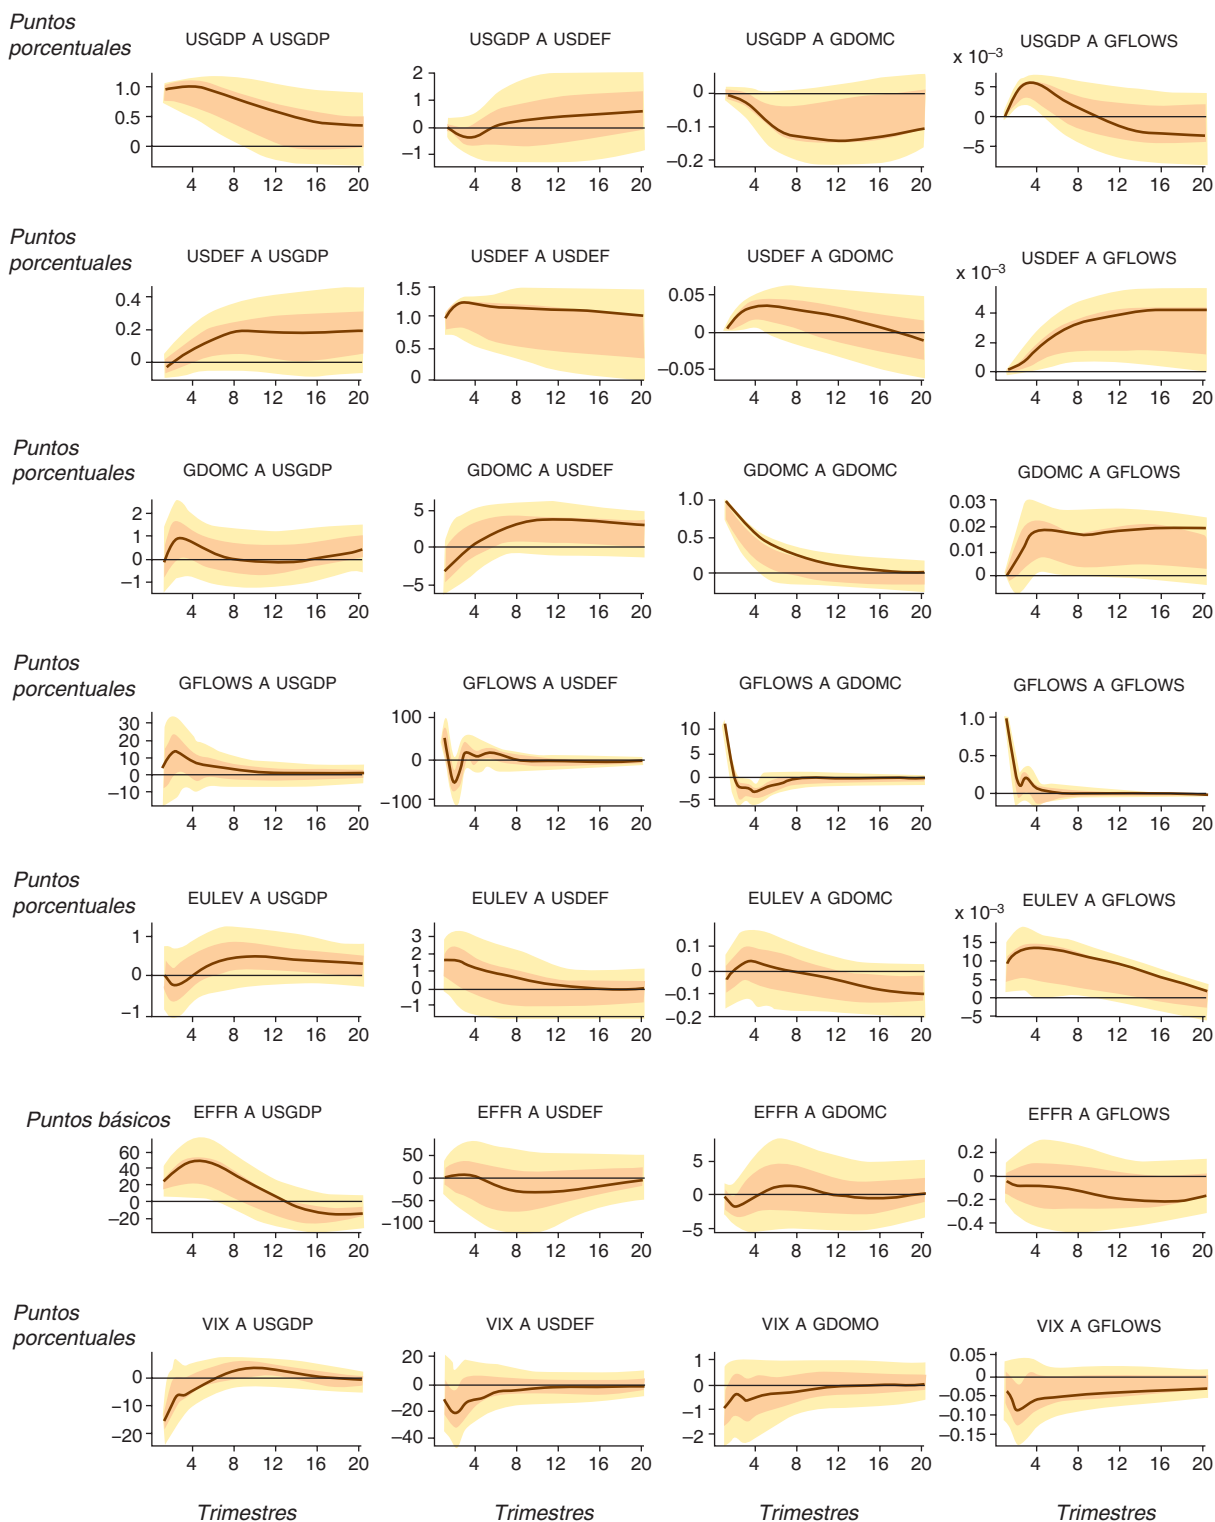 Puntos
porcentuales
USGDP A USGDP
USGDP A USDEF
USGDP A GDOMC
USGDP A GFLOWS
x 10⁻³
1.0
0.5
0
4 8 12 16 20
2
1
0
−1
4 8 12 16 20
0
−0.1
−0.2
4 8 12 16 20
5
0
−5
4 8 12 16 20
Puntos
porcentuales
USDEF A USGDP
USDEF A USDEF
USDEF A GDOMC
USDEF A GFLOWS
x 10⁻³
0.4
0.2
0
4 8 12 16 20
1.5
1.0
0.5
0
4 8 12 16 20
0.05
0
−0.05
4 8 12 16 20
4
2
0
4 8 12 16 20
Puntos
porcentuales
GDOMC A USGDP
GDOMC A USDEF
GDOMC A GDOMC
GDOMC A GFLOWS
2
1
0
−1
4 8 12 16 20
5
0
−5
4 8 12 16 20
1.0
0.5
0
4 8 12 16 20
0.03
0.02
0.01
0
4 8 12 16 20
Puntos
porcentuales
GFLOWS A USGDP
GFLOWS A USDEF
GFLOWS A GDOMC
GFLOWS A GFLOWS
30
20
10
0
−10
4 8 12 16 20
100
0
−100
4 8 12 16 20
10
5
0
−5
4 8 12 16 20
1.0
0.5
0
4 8 12 16 20
Puntos
porcentuales
EULEV A USGDP
EULEV A USDEF
EULEV A GDOMC
EULEV A GFLOWS
x 10⁻³
1
0
−1
4 8 12 16 20
3
2
1
0
−1
4 8 12 16 20
0.1
0
−0.1
−0.2
4 8 12 16 20
15
10
5
0
−5
4 8 12 16 20
Puntos básicos
EFFR A USGDP
EFFR A USDEF
EFFR A GDOMC
EFFR A GFLOWS
60
40
20
0
−20
4 8 12 16 20
50
0
−50
−100
4 8 12 16 20
5
0
−5
4 8 12 16 20
0.2
0
−0.2
−0.4
4 8 12 16 20
Puntos
porcentuales
VIX A USGDP
VIX A USDEF
VIX A GDOMO
VIX A GFLOWS
0
−10
−20
4 8 12 16 20
20
0
−20
−40
4 8 12 16 20
1
0
−1
−2
4 8 12 16 20
0.05
0
−0.05
−0.10
−0.15
4 8 12 16 20
Trimestres
Trimestres
Trimestres
Trimestres